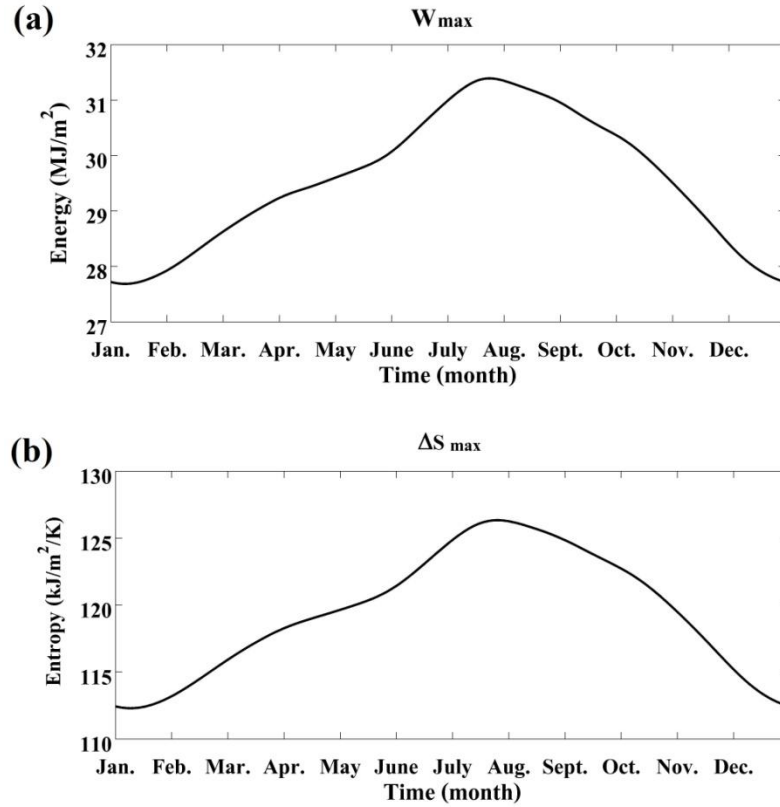 (a)
Wmax
32
31
30
29
28
27
Energy (MJ/m²)
Jan. Feb. Mar. Apr. May June July Aug. Sept. Oct. Nov. Dec.
Time (month)
(b)
ΔS max
130
125
120
115
110
Entropy (kJ/m²/K)
Jan. Feb. Mar. Apr. May June July Aug. Sept. Oct. Nov. Dec.
Time (month)